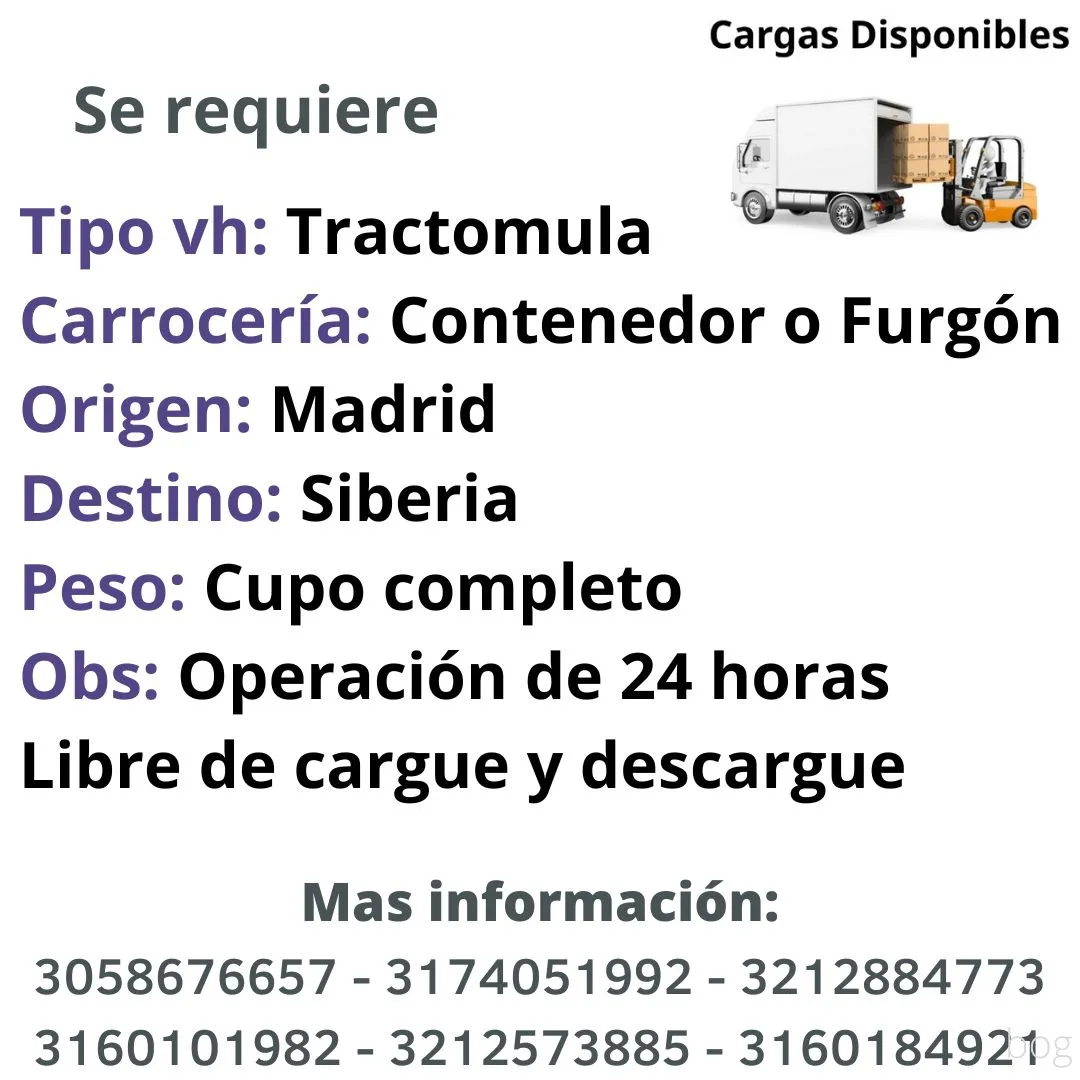 Cargas Disponibles
Se requiere
Tipo vh: Tractomula
Carrocería: Contenedor o Furgón
Origen: Madrid
Destino: Siberia
Peso: Cupo completo
Obs: Operación de 24 horas
Libre de cargue y descargue
Mas información:
3058676657 - 3174051992 - 3212884773
3160101982 - 3212573885 - 3160184921
bog